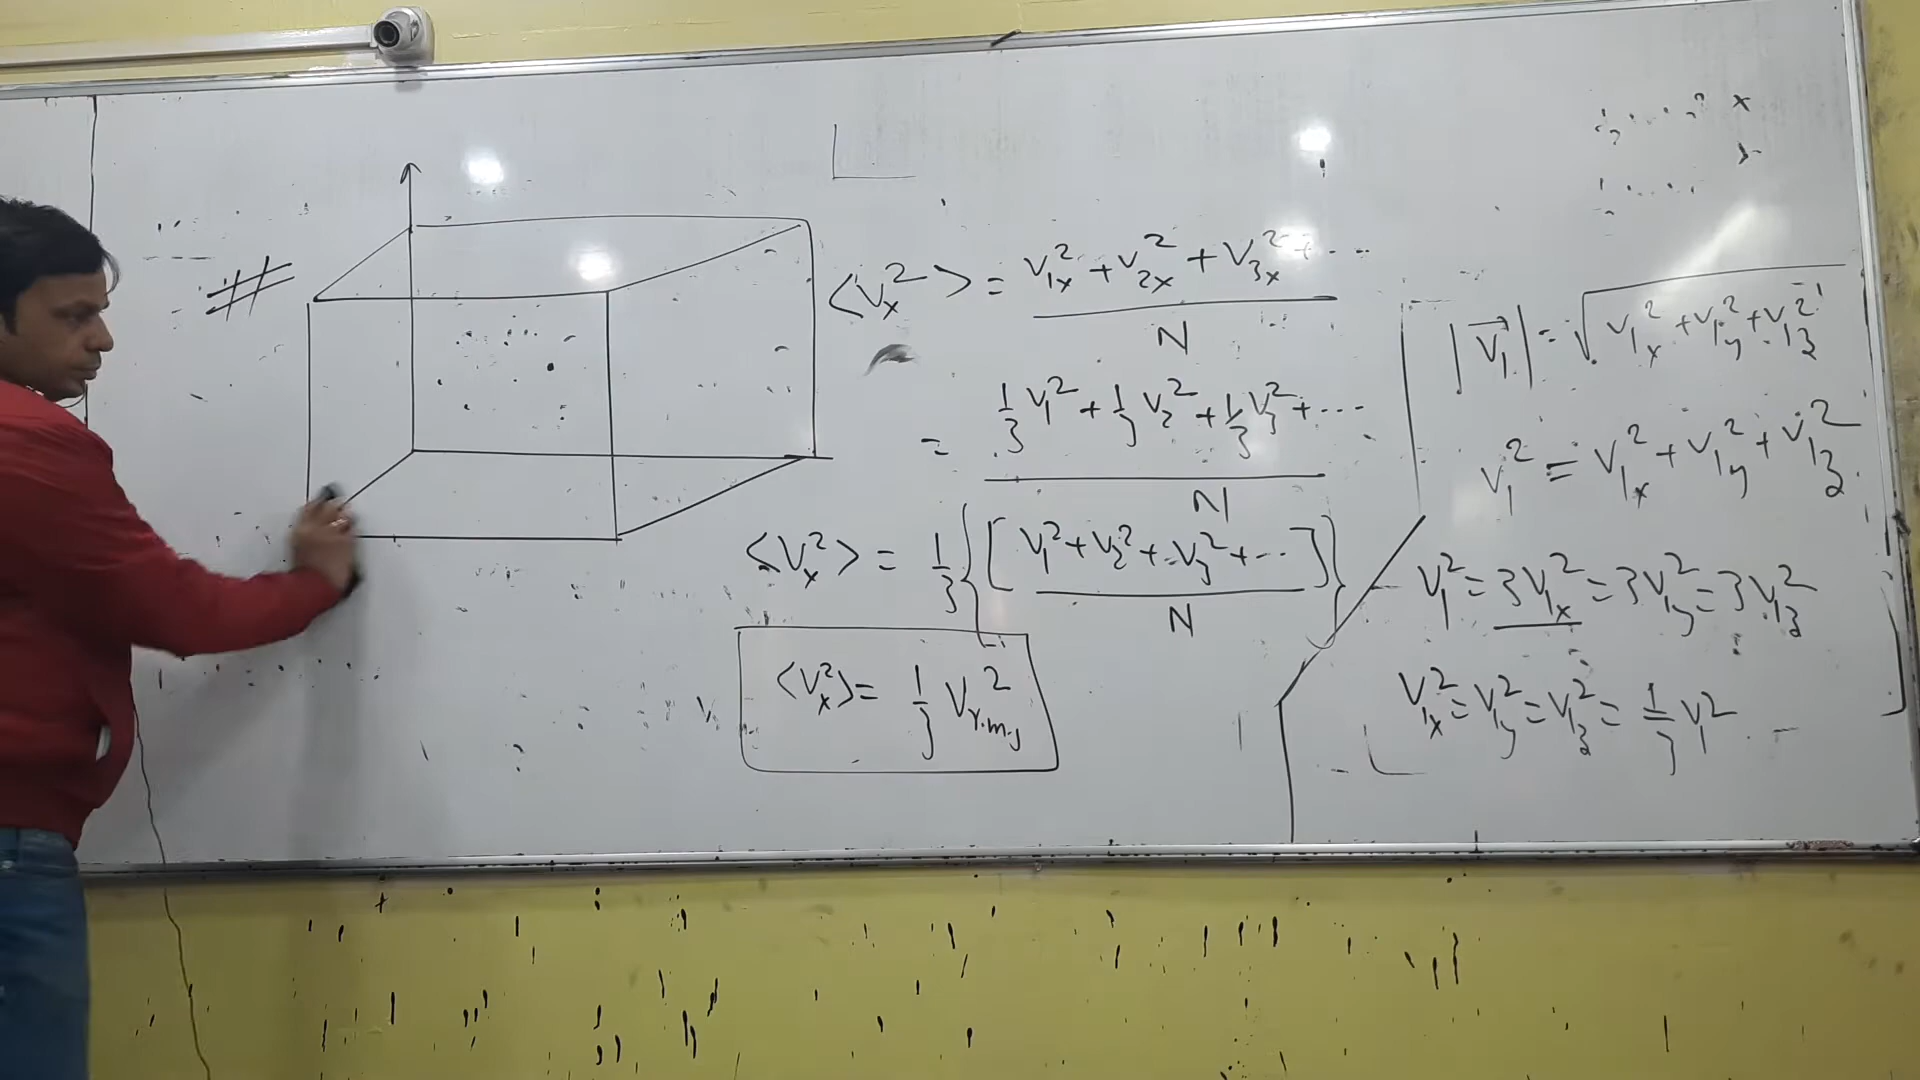 #
<Vx²> = (V1x² + V2x² + V3x² + ...) / N
= (1/3 V1² + 1/3 V2² + 1/3 V3² + ...) / N
<Vx²> = 1/3 {[V1² + V2² + V3² + ...] / N}
<Vx²> = 1/3 Vr.m.s²
x
|V⃗1| = √(V1x² + V1y² + V1z²)
V1² = V1x² + V1y² + V1z²
V1² = 3V1x² = 3V1y² = 3V1z²
V1x² = V1y² = V1z² = 1/3 V1²